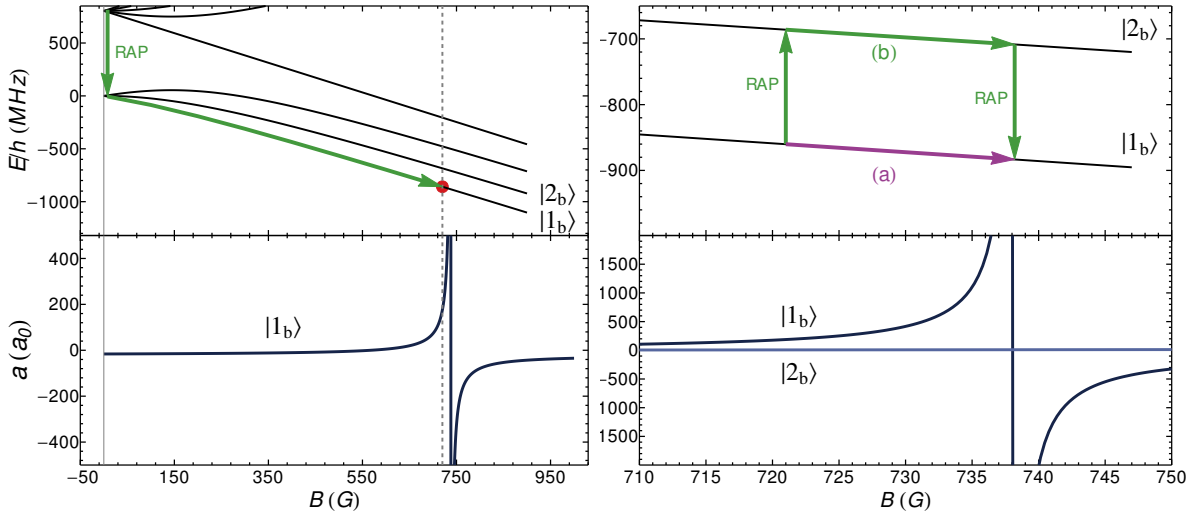 500
0
−500
−1000
E/h (MHz)
RAP
|2b⟩
|1b⟩
400
200
0
−200
−400
a (a0)
|1b⟩
−50
150
350
550
750
950
B (G)
−700
−800
−900
|2b⟩
(b)
RAP
RAP
|1b⟩
(a)
1500
1000
500
0
-500
1000
1500
|1b⟩
|2b⟩
710
715
720
725
730
735
740
745
750
B (G)